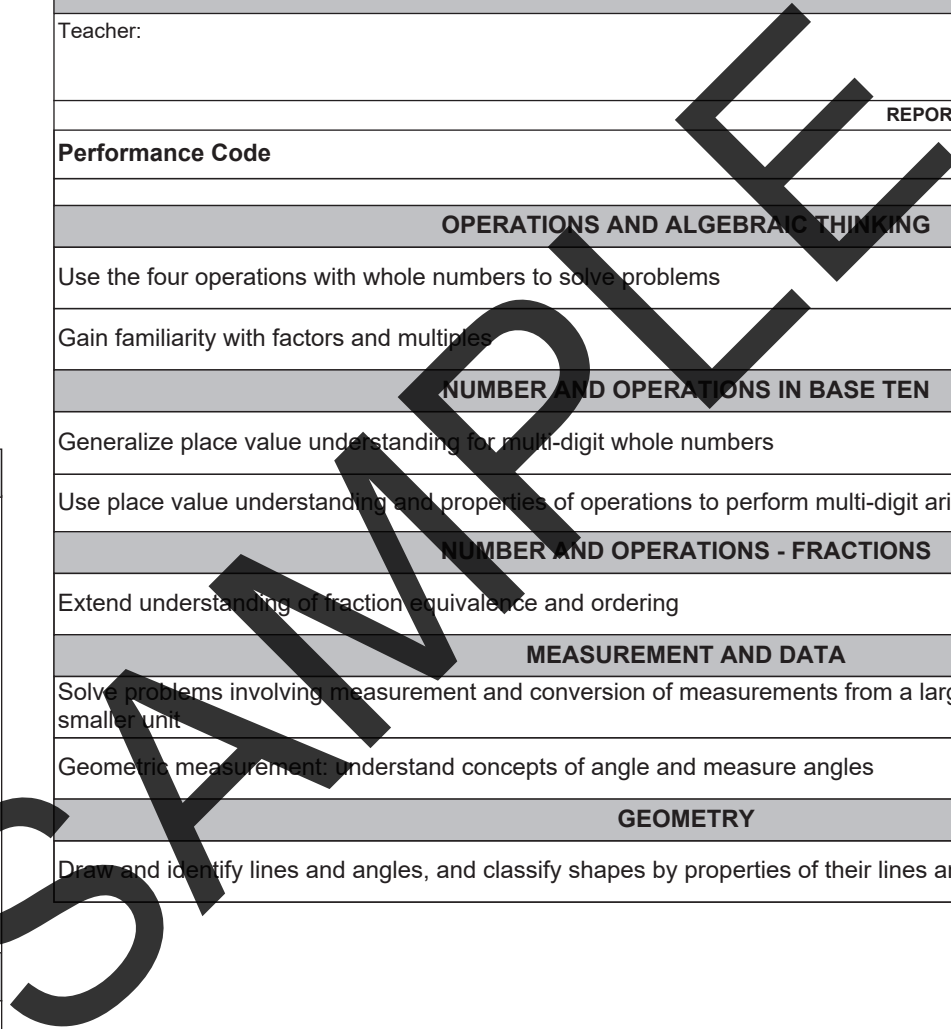 Teacher:
REPOR
Performance Code
OPERATIONS AND ALGEBRAIC THINKING
Use the four operations with whole numbers to solve problems
Gain familiarity with factors and multiples
NUMBER AND OPERATIONS IN BASE TEN
Generalize place value understanding for multi-digit whole numbers
Use place value understanding and properties of operations to perform multi-digit ari
NUMBER AND OPERATIONS - FRACTIONS
Extend understanding of fraction equivalence and ordering
MEASUREMENT AND DATA
Solve problems involving measurement and conversion of measurements from a larg
smaller unit
Geometric measurement: understand concepts of angle and measure angles
GEOMETRY
Draw and identify lines and angles, and classify shapes by properties of their lines an
SAMPLE